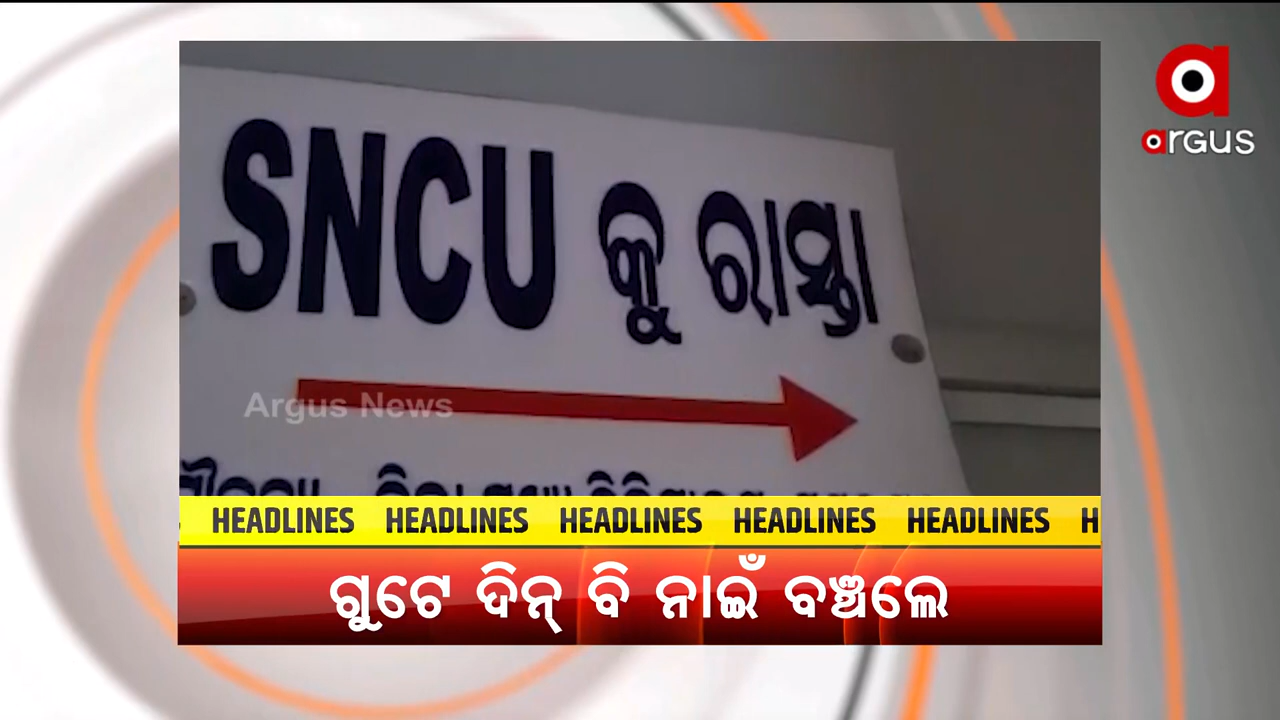 argus
SNCU କୁ ରାସ୍ତା
Argus News
HEADLINES HEADLINES HEADLINES HEADLINES HEADLINES H
ଗୁଟେ ଦିନ୍ ବି ନାଇଁ ବଞ୍ଚଲେ